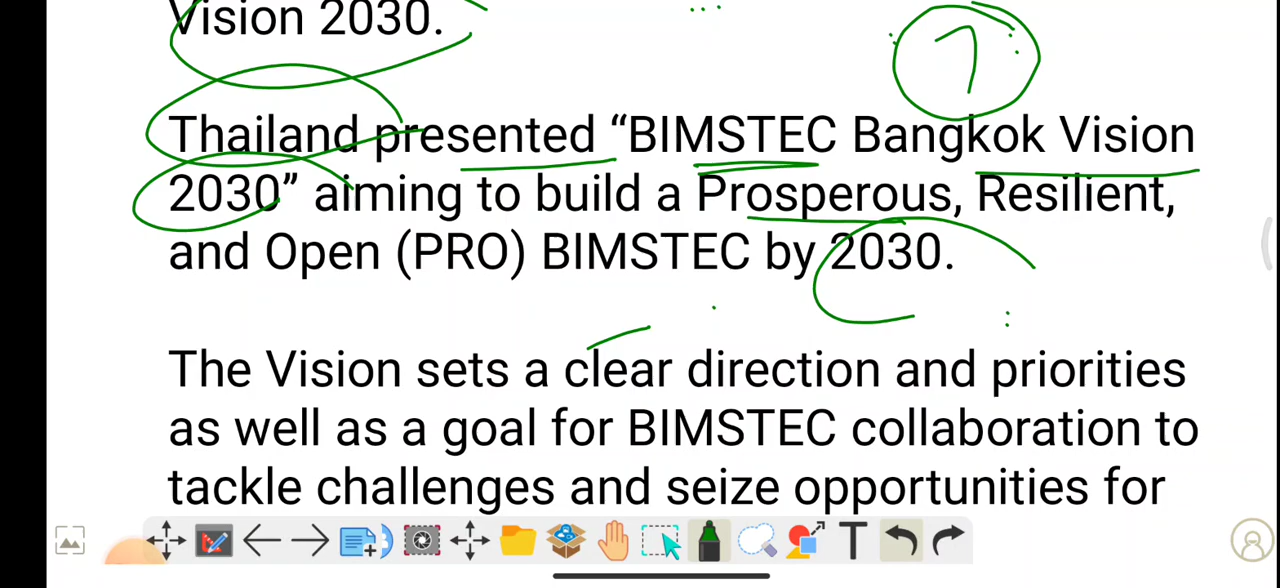 Vision 2030.
7
Thailand presented “BIMSTEC Bangkok Vision
2030” aiming to build a Prosperous, Resilient,
and Open (PRO) BIMSTEC by 2030.
The Vision sets a clear direction and priorities
as well as a goal for BIMSTEC collaboration to
tackle challenges and seize opportunities for
T